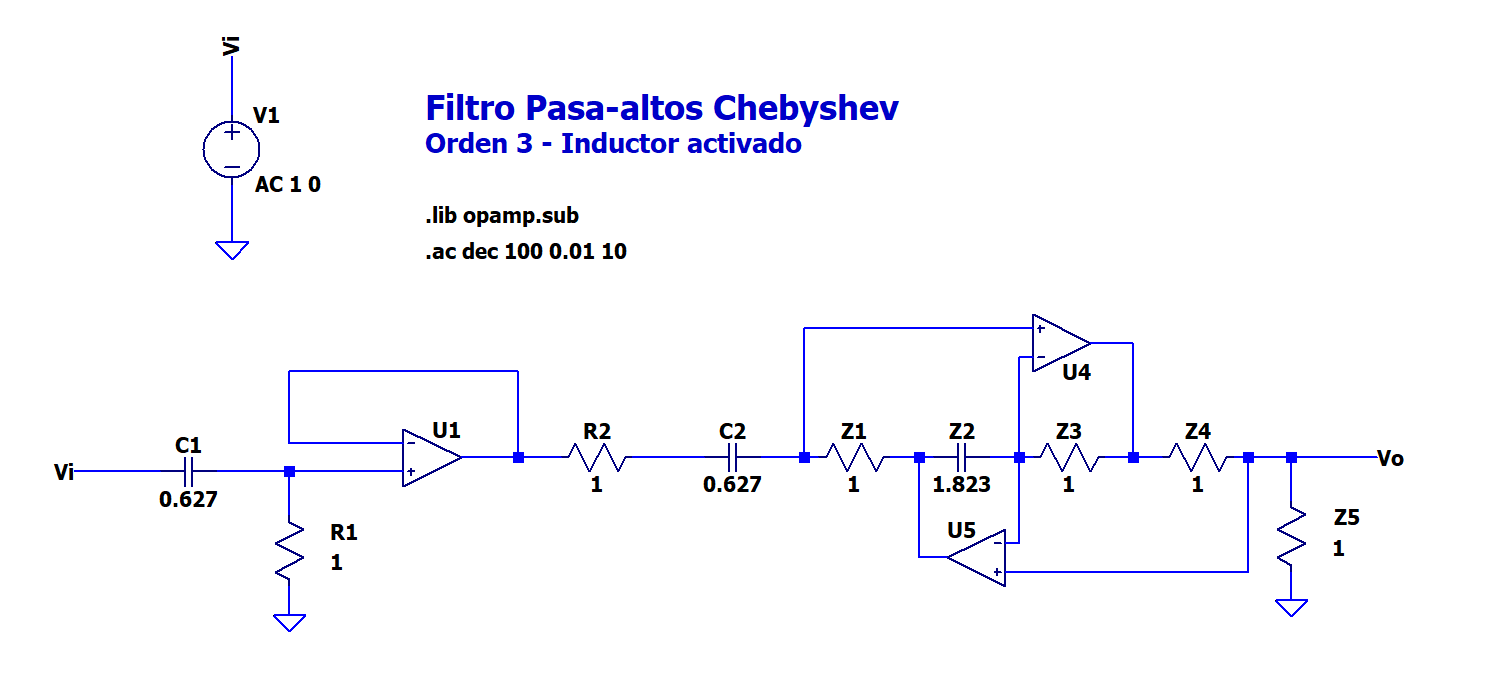 Vi
V1
AC 1 0
Filtro Pasa-altos Chebyshev
Orden 3 - Inductor activado
.lib opamp.sub
.ac dec 100 0.01 10
U4
C1
U1
R2
C2
Z1
Z2
Z3
Z4
Vi
Vo
0.627
1
0.627
1
1.823
1
1
R1
1
U5
Z5
1